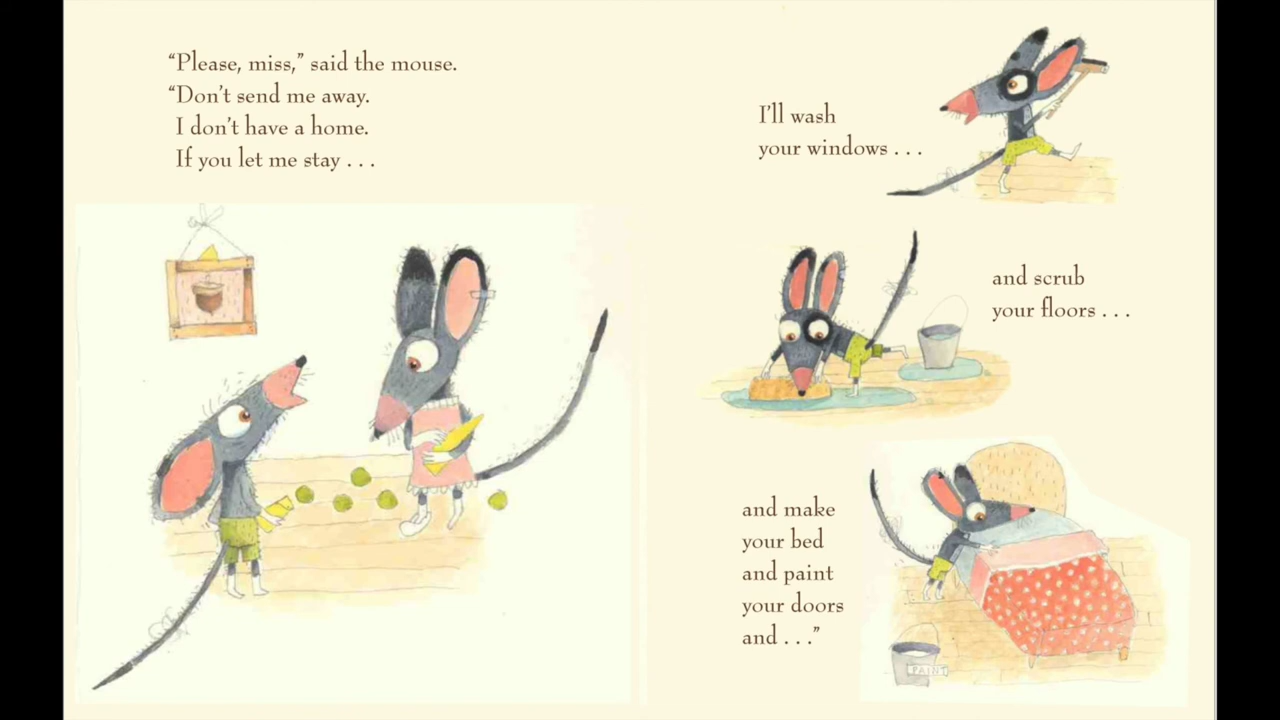 “Please, miss,” said the mouse.
“Don’t send me away.
I don’t have a home.
If you let me stay . . .
I’ll wash
your windows . . .
and scrub
your floors . . .
and make
your bed
and paint
your doors
and . . .”
PAINT